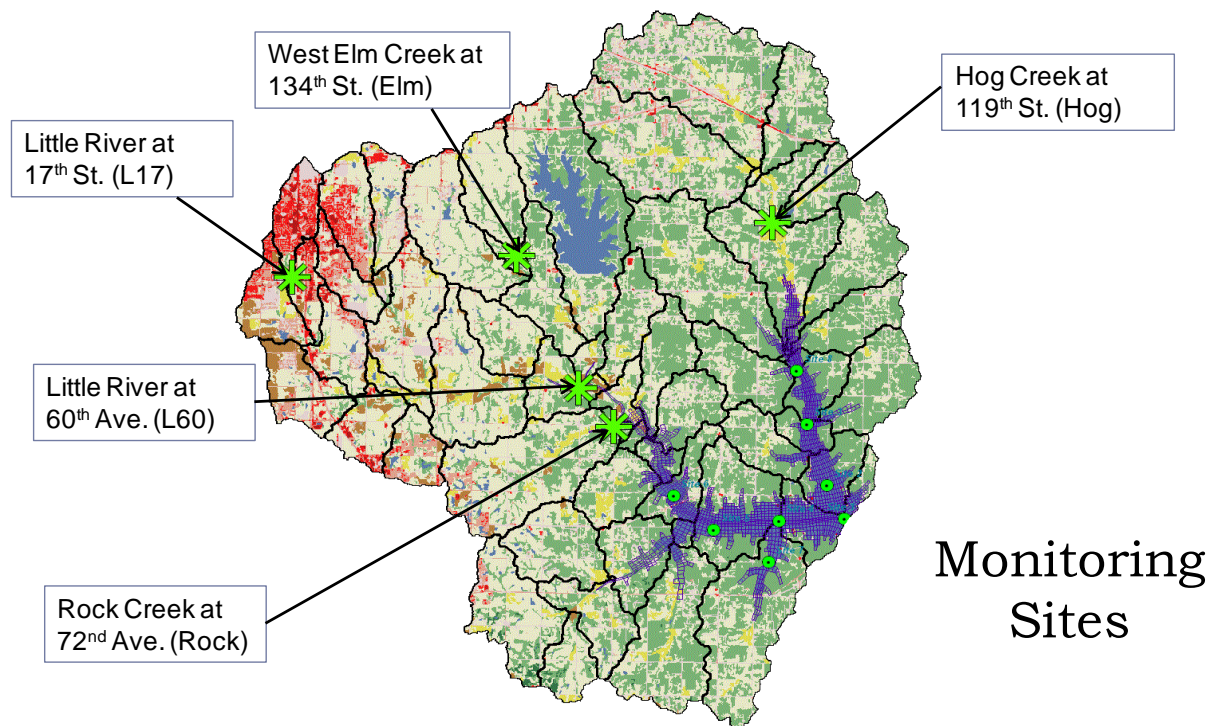 West Elm Creek at
134th St. (Elm)
Hog Creek at
119th St. (Hog)
Little River at
17th St. (L17)
Little River at
60th Ave. (L60)
Rock Creek at
72nd Ave. (Rock)
Monitoring
Sites